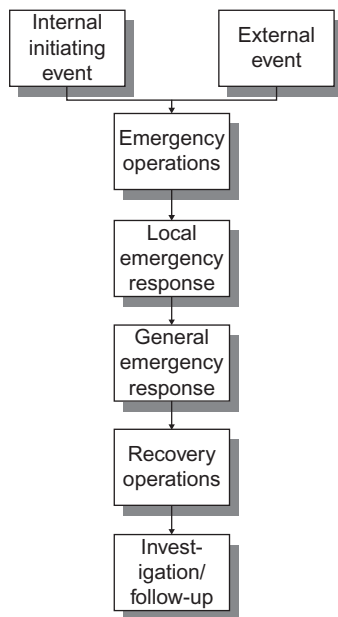 Internal
initiating
event
External
event
Emergency
operations
Local
emergency
response
General
emergency
response
Recovery
operations
Invest-
igation/
follow-up